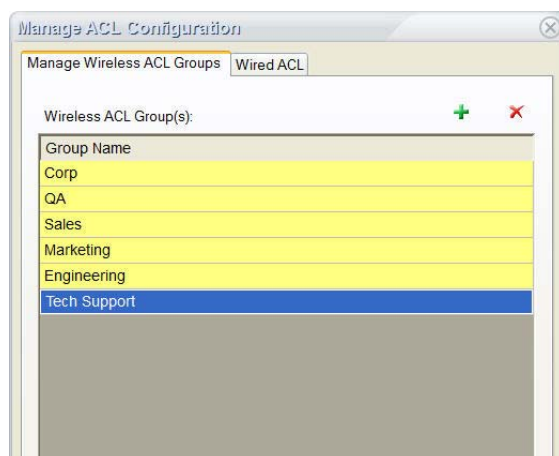 Manage ACL Configuration
Manage Wireless ACL Groups Wired ACL
Wireless ACL Group(s):
Group Name
Corp
QA
Sales
Marketing
Engineering
Tech Support